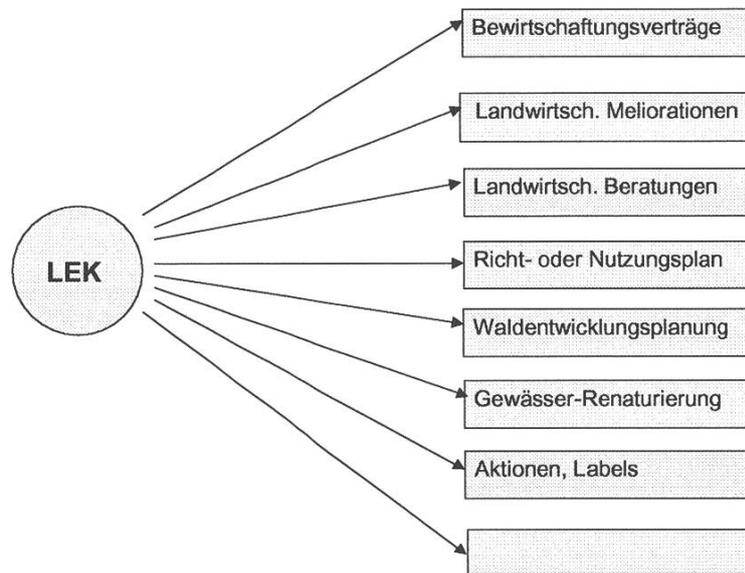 Bewirtschaftungsverträge
Landwirtsch. Meliorationen
Landwirtsch. Beratungen
LEK
Richt- oder Nutzungsplan
Waldentwicklungsplanung
Gewässer-Renaturierung
Aktionen, Labels